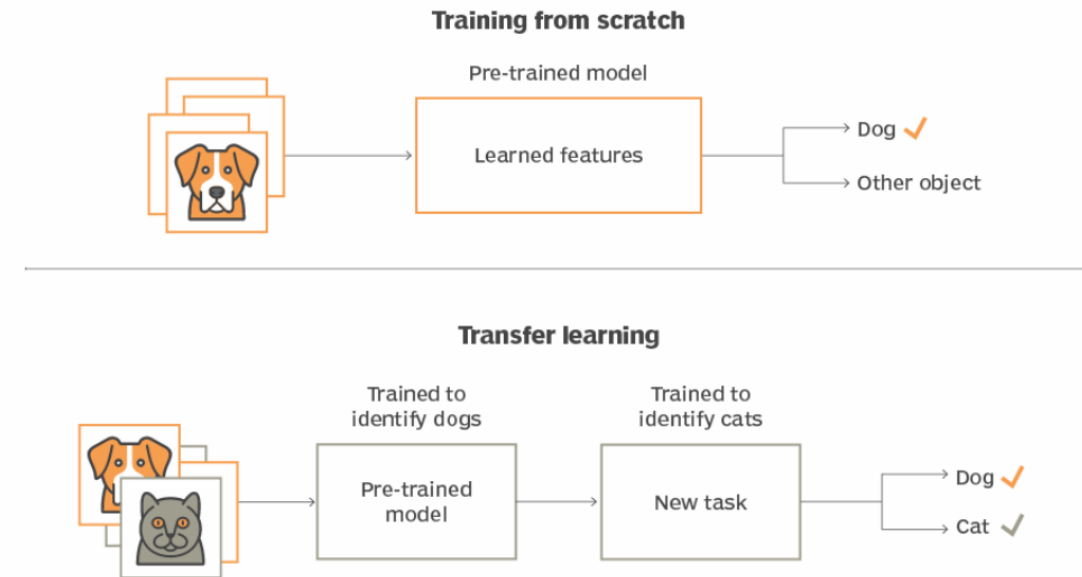 Training from scratch
Pre-trained model
Learned features
Dog
Other object
Transfer learning
Trained to
identify dogs
Trained to
identify cats
Pre-trained
model
New task
Dog
Cat